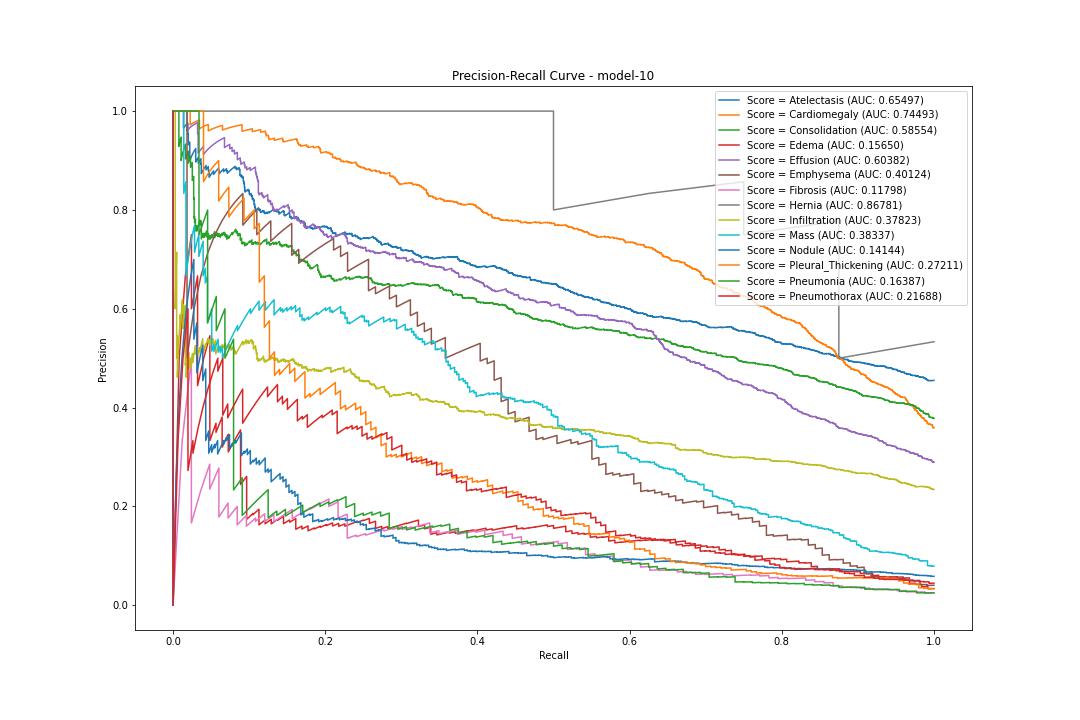 Precision-Recall Curve - model-10
Score = Atelectasis (AUC: 0.65497)
Score = Cardiomegaly (AUC: 0.74493)
Score = Consolidation (AUC: 0.58554)
Score = Edema (AUC: 0.15650)
Score = Effusion (AUC: 0.60382)
Score = Emphysema (AUC: 0.40124)
Score = Fibrosis (AUC: 0.11798)
Score = Hernia (AUC: 0.86781)
Score = Infiltration (AUC: 0.37823)
Score = Mass (AUC: 0.38337)
Score = Nodule (AUC: 0.14144)
Score = Pleural_Thickening (AUC: 0.27211)
Score = Pneumonia (AUC: 0.16387)
Score = Pneumothorax (AUC: 0.21688)
Precision
1.0
0.8
0.6
0.4
0.2
0.0
0.0 0.2 0.4 0.6 0.8 1.0
Recall